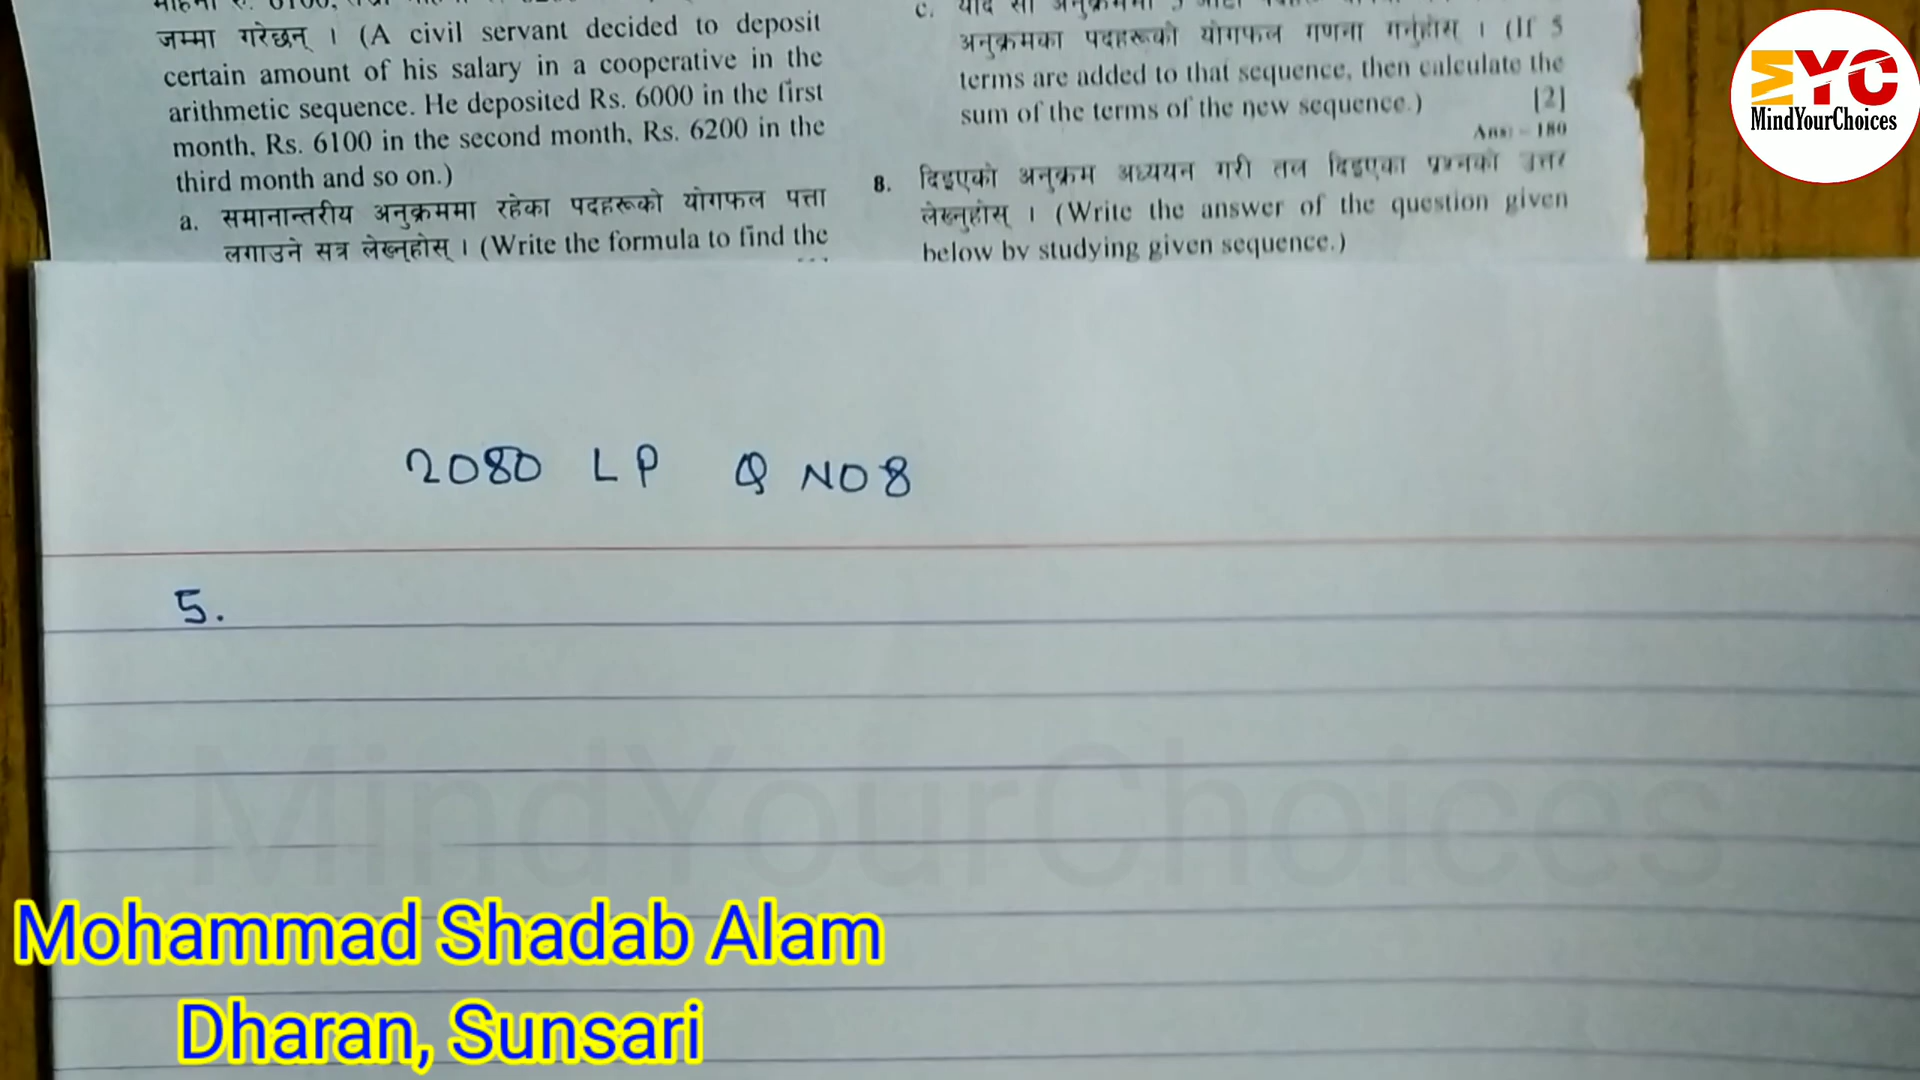 जम्मा गरेछन् । (A civil servant decided to deposit
certain amount of his salary in a cooperative in the
arithmetic sequence. He deposited Rs. 6000 in the first
month, Rs. 6100 in the second month, Rs. 6200 in the
third month and so on.)
a. समानान्तरीय अनुक्रममा रहेका पदहरूको योगफल पत्ता
लगाउने सत्र लेख्नुहोस् । (Write the formula to find the
c.
अनुक्रमका पदहरूको योगफल गणना गर्नुहोस् । (If 5
terms are added to that sequence, then calculate the
sum of the terms of the new sequence.) [2]
Ans: - 180
8. दिइएको अनुक्रम अध्ययन गरी तल दिइएका प्रश्नको उत्तर
लेख्नुहोस् । (Write the answer of the question given
below by studying given sequence.)
MYC
MindYourChoices
2080 LP Q NO 8
5.
MindYourChoices
Mohammad Shadab Alam
Dharan, Sunsari